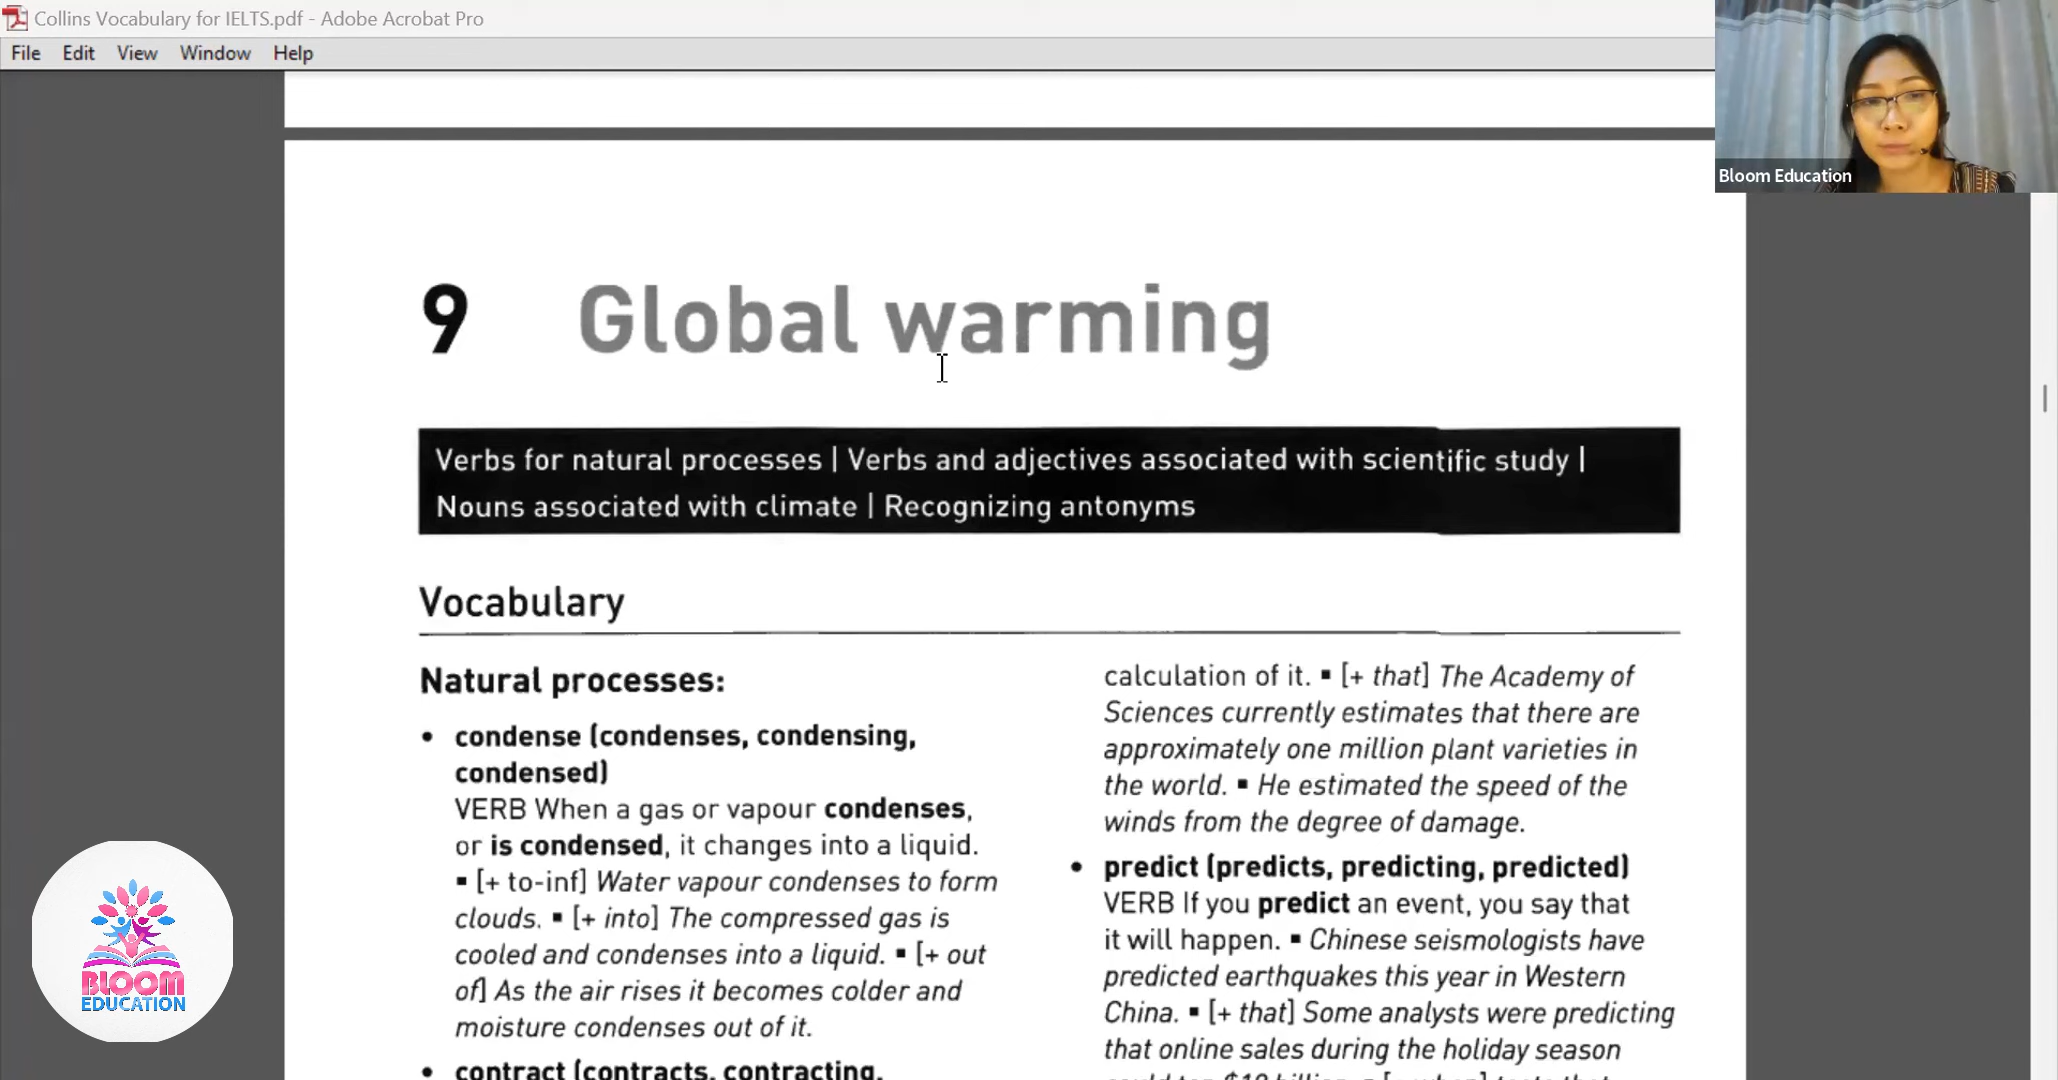 Collins Vocabulary for IELTS.pdf - Adobe Acrobat Pro
File Edit View Window Help
Bloom Education
9 Global warming
Verbs for natural processes | Verbs and adjectives associated with scientific study |
Nouns associated with climate | Recognizing antonyms
Vocabulary
Natural processes:
• condense (condenses, condensing,
condensed)
VERB When a gas or vapour condenses,
or is condensed, it changes into a liquid.
▪ [+ to-inf] Water vapour condenses to form
clouds. ▪ [+ into] The compressed gas is
cooled and condenses into a liquid. ▪ [+ out
of] As the air rises it becomes colder and
moisture condenses out of it.
• contract (contracts, contracting,
calculation of it. ▪ [+ that] The Academy of
Sciences currently estimates that there are
approximately one million plant varieties in
the world. ▪ He estimated the speed of the
winds from the degree of damage.
• predict (predicts, predicting, predicted)
VERB If you predict an event, you say that
it will happen. ▪ Chinese seismologists have
predicted earthquakes this year in Western
China. ▪ [+ that] Some analysts were predicting
that online sales during the holiday season
BLOOM
EDUCATION